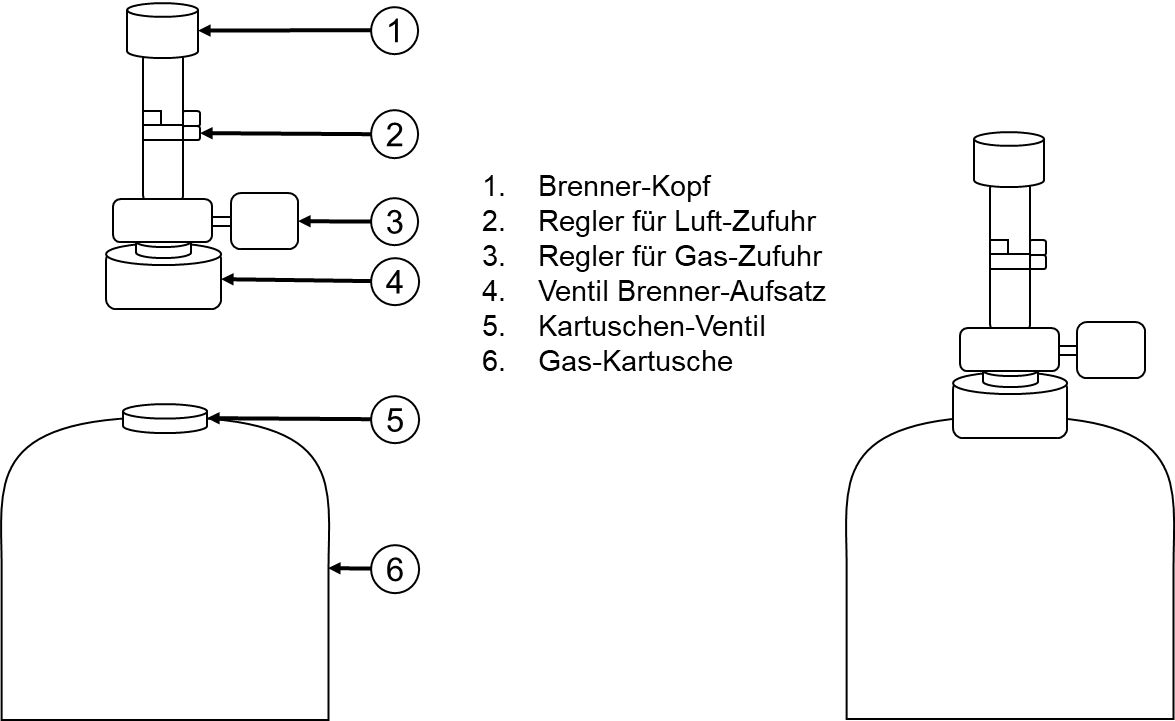 1
2
3
4
5
6
1. Brenner-Kopf
2. Regler für Luft-Zufuhr
3. Regler für Gas-Zufuhr
4. Ventil Brenner-Aufsatz
5. Kartuschen-Ventil
6. Gas-Kartusche